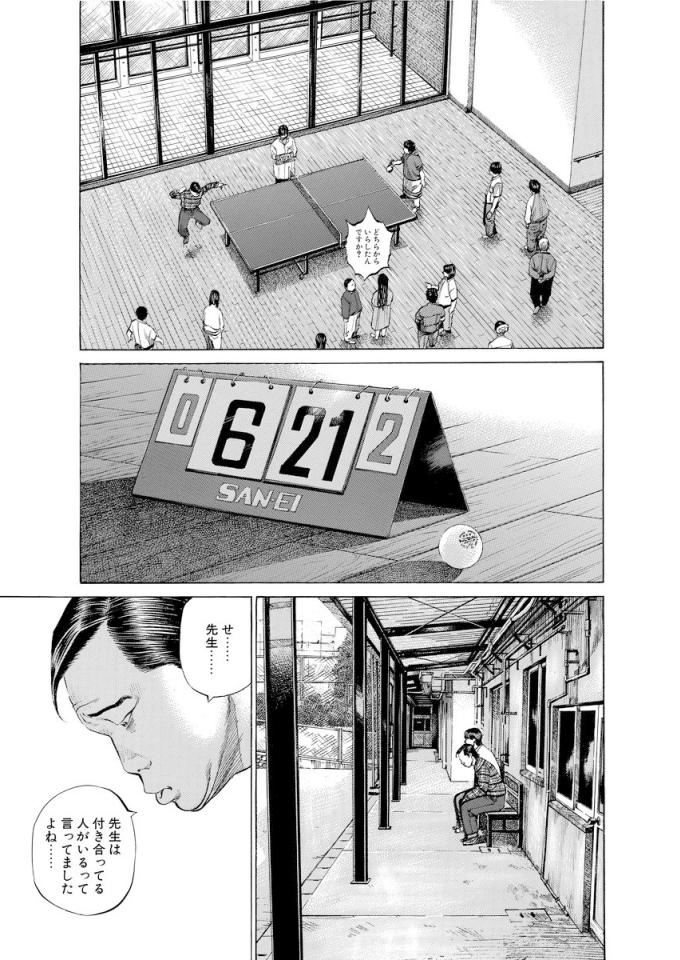 どちらから
いらしたん
ですか？
0
6
21
2
SAN-EI
せ……
先生……
先生は
付き合ってる
人がいるって
言ってました
よね……